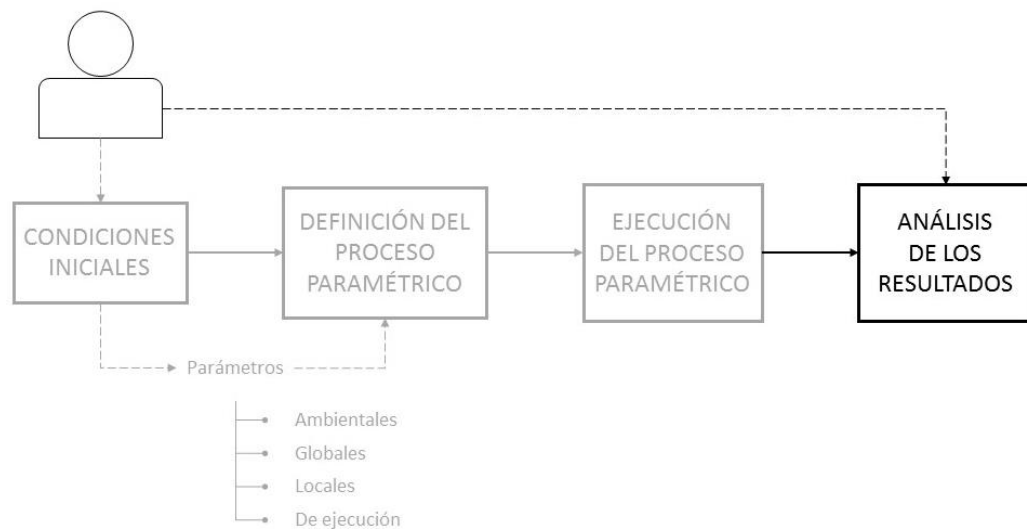 CONDICIONES
INICIALES
DEFINICIÓN DEL
PROCESO
PARAMÉTRICO
EJECUCIÓN
DEL PROCESO
PARAMÉTRICO
ANÁLISIS
DE LOS
RESULTADOS
Parámetros
Ambientales
Globales
Locales
De ejecución